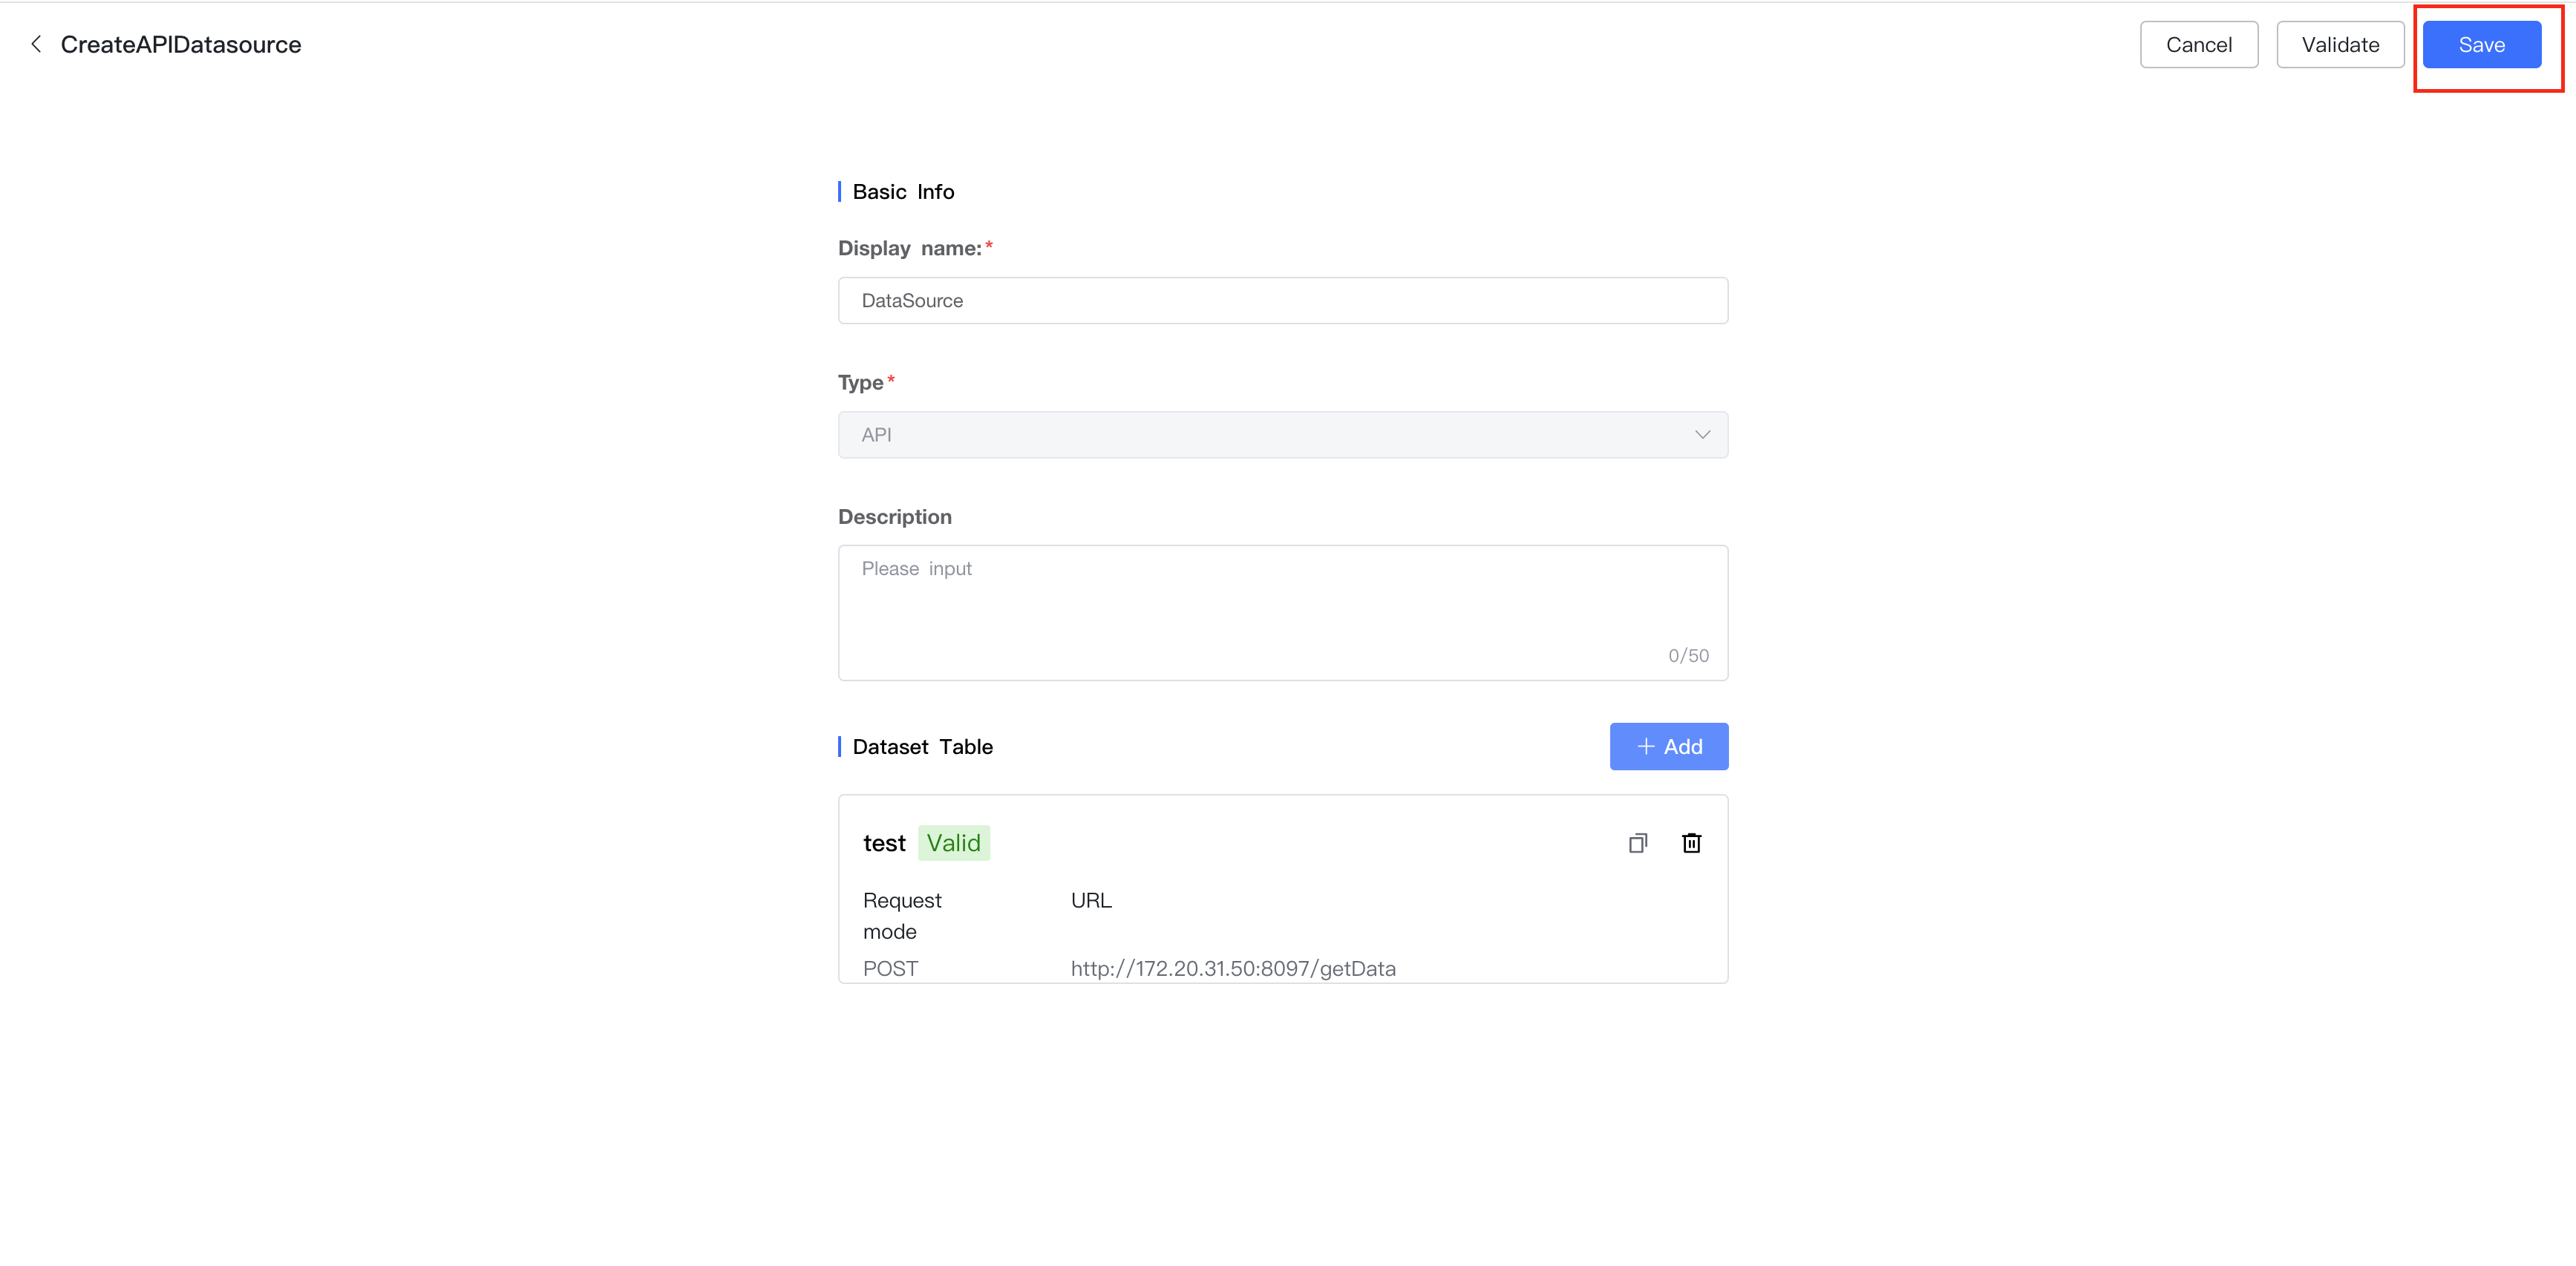 CreateAPIDatasource
Cancel
Validate
Save
Basic Info
Display name:*
DataSource
Type*
API
Description
Please input
0/50
Dataset Table
+ Add
test Valid
Request mode
URL
POST
http://172.20.31.50:8097/getData